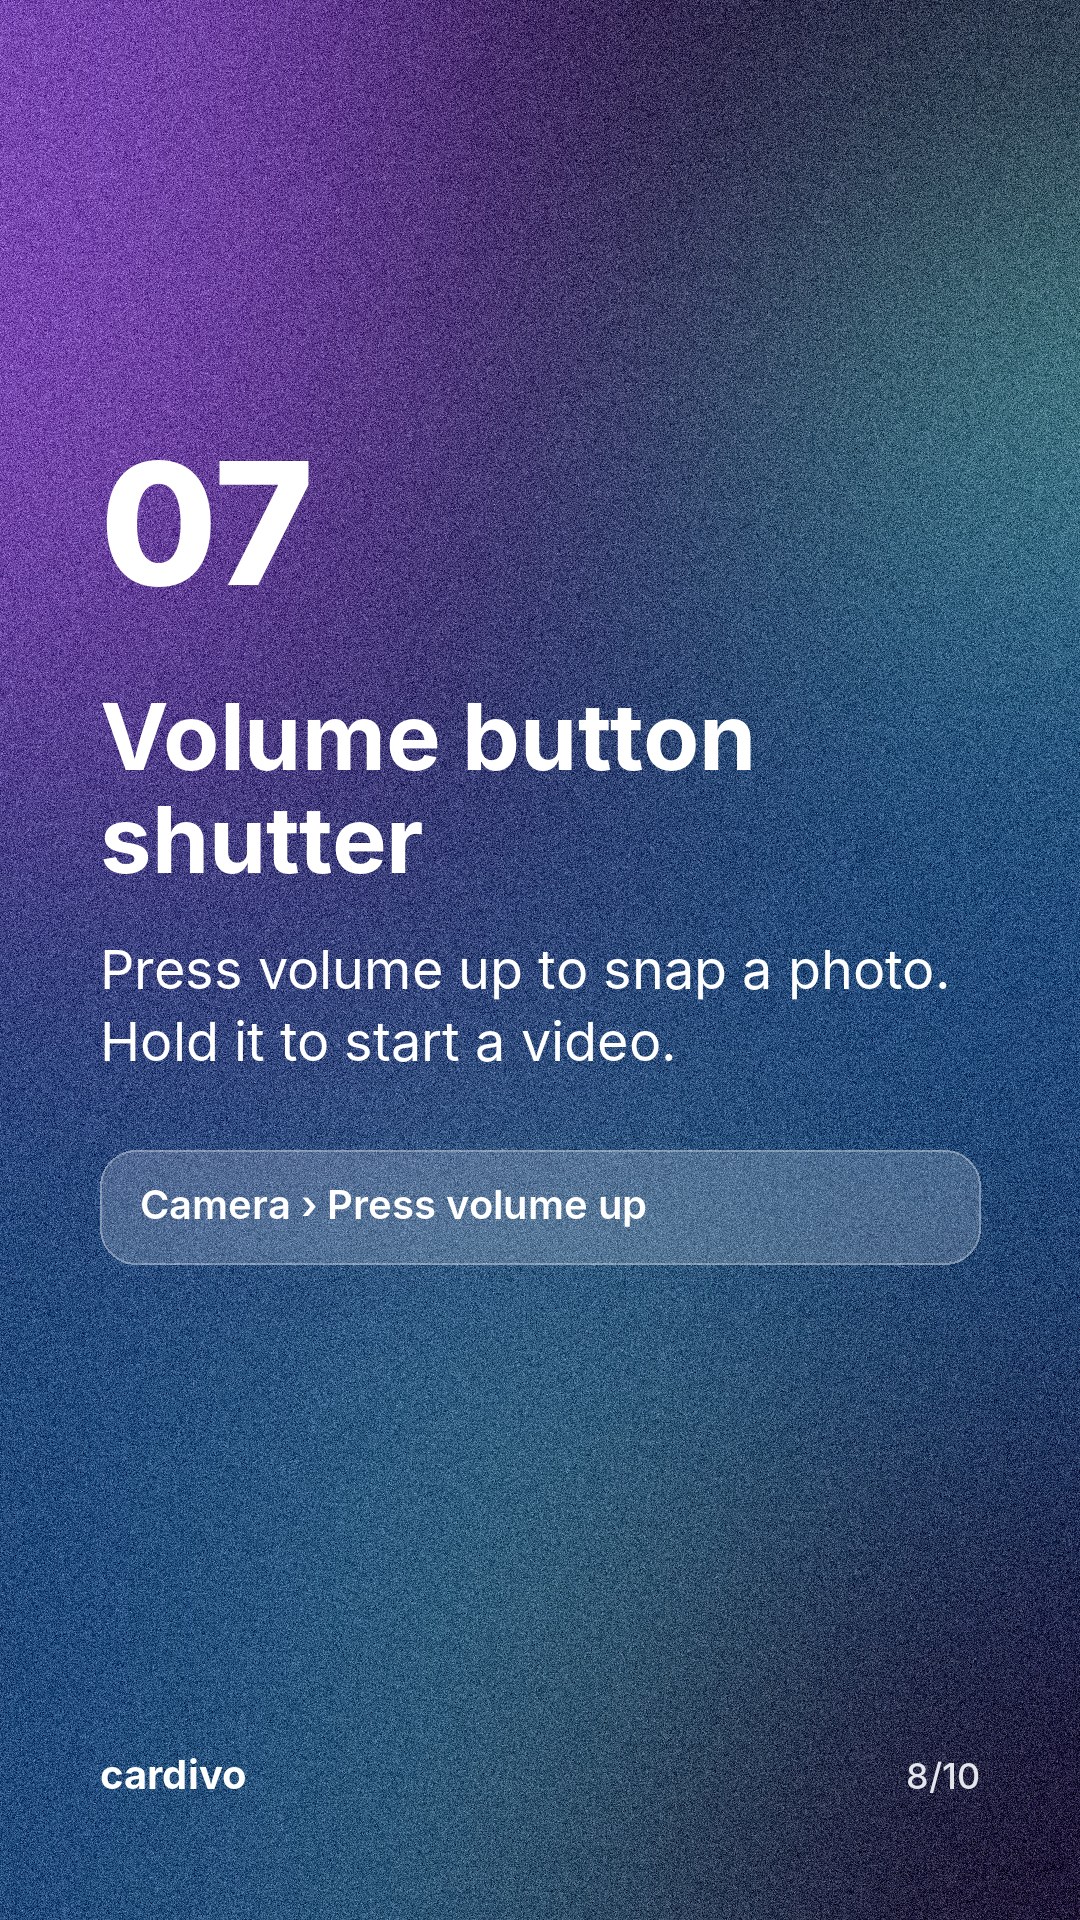 07
Volume button
shutter
Press volume up to snap a photo.
Hold it to start a video.
Camera › Press volume up
cardivo
8/10